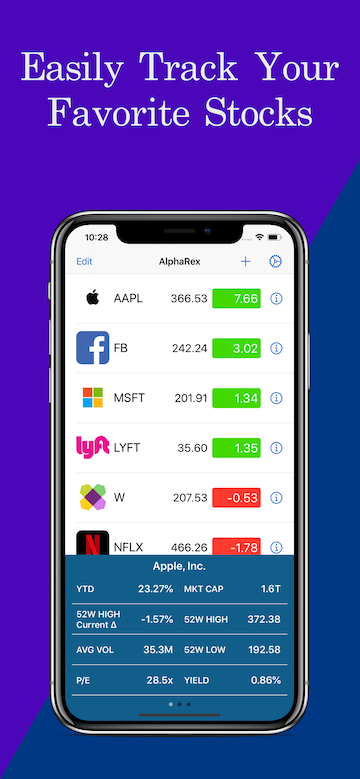 Easily Track Your
Favorite Stocks
10:28
Edit AlphaRex +
AAPL 366.53 7.66
FB 242.24 3.02
MSFT 201.91 1.34
lyft LYFT 35.60 1.35
W 207.53 -0.53
NFLX 466.26 -1.78
Apple, Inc.
YTD 23.27% MKT CAP 1.6T
52W HIGH
Current Δ -1.57% 52W HIGH 372.38
AVG VOL 35.3M 52W LOW 192.58
P/E 28.5x YIELD 0.86%